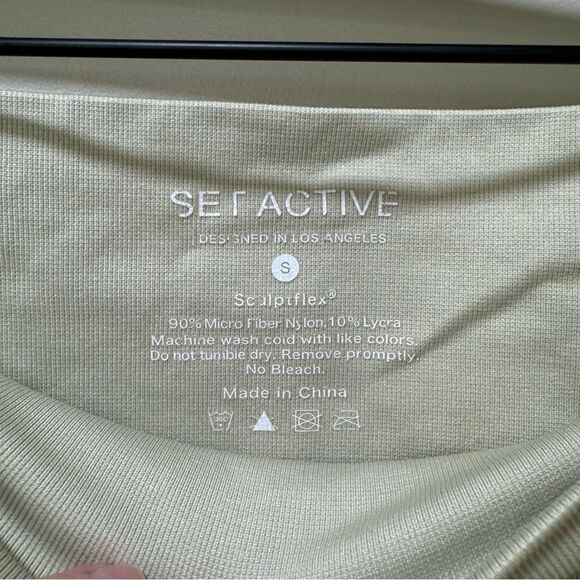 SET ACTIVE
DESIGNED IN LOS ANGELES
S
Sculptflex®
90% Micro Fiber Nylon, 10% Lycra
Machine wash cold with like colors.
Do not tumble dry. Remove promptly.
No Bleach.
Made in China